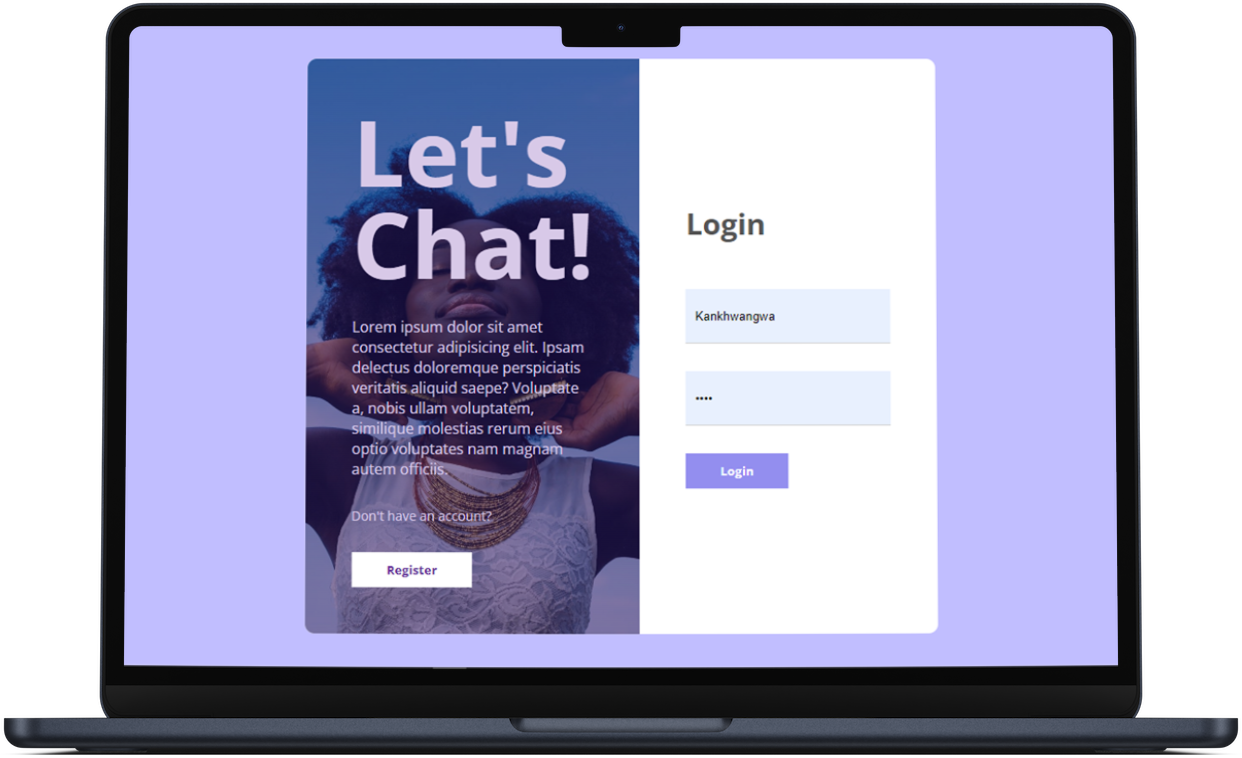 Let's
Chat!
Lorem ipsum dolor sit amet
consectetur adipisicing elit. Ipsam
delectus doloremque perspiciatis
veritatis aliquid saepe? Voluptate
a, nobis ullam voluptatem,
similique molestias rerum eius
optio voluptates nam magnam
autem officiis.
Don't have an account?
Register
Login
Kankhwangwa
••••
Login